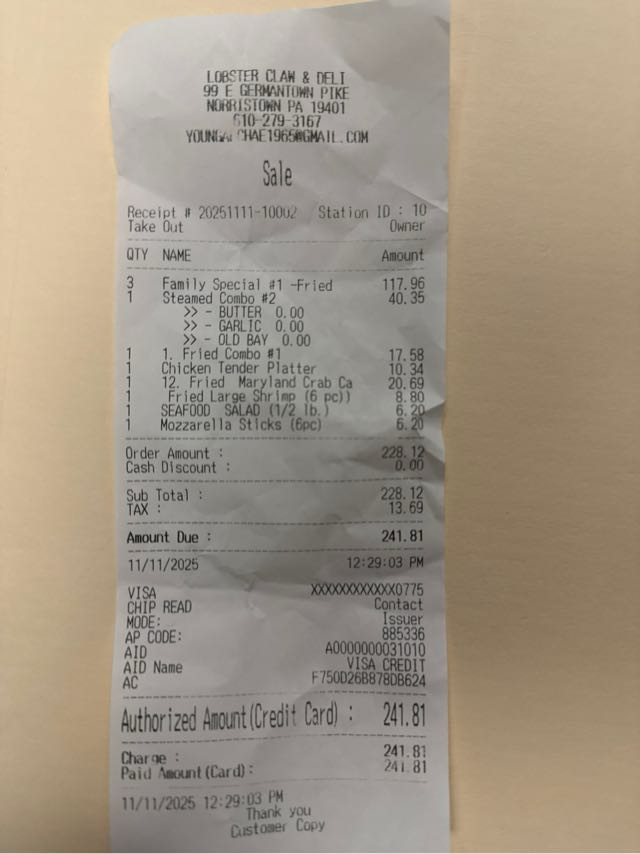 LOBSTER CLAW & DELI
99 E GERMANTOWN PIKE
NORRISTOWN PA 19401
610-279-3167
CHAE1965@GMAIL.COM
Sale
Receipt # 20251111-10002 Station ID : 10
Take Out Owner
QTY NAME Amount
3 Family Special #1 -Fried 117.96
1 Steamed Combo #2 40.35
>> - BUTTER 0.00
>> - GARLIC 0.00
>> - OLD BAY 0.00
1 1. Fried Combo #1 17.58
1 Chicken Tender Platter 10.34
1 12. Fried Maryland Crab Ca 20.69
1 Fried Large Shrimp (6 pc)) 8.80
1 SEAFOOD SALAD (1/2 lb.) 6.20
1 Mozzarella Sticks (6pc) 6.20
Order Amount : 228.12
Cash Discount : 0.00
Sub Total : 228.12
TAX : 13.69
Amount Due : 241.81
11/11/2025 12:29:03 PM
VISA XXXXXXXXXXXX0775
CHIP READ Contact
MODE: Issuer
AP CODE: 885336
AID A0000000031010
AID Name VISA CREDIT
AC F750D26B878DB624
Authorized Amount(Credit Card) : 241.81
Charge : 241.81
Paid Amount(Card): 241.81
11/11/2025 12:29:03 PM
Thank you
Customer Copy